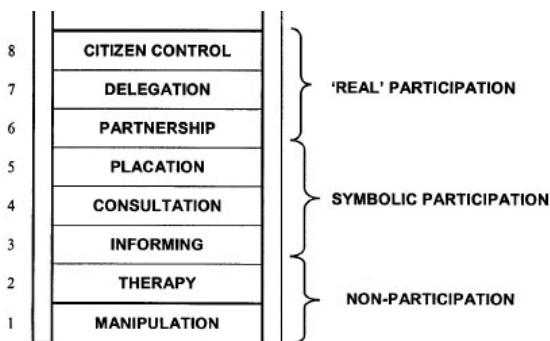 8 CITIZEN CONTROL
7 DELEGATION
'REAL' PARTICIPATION
6 PARTNERSHIP
5 PLACATION
4 CONSULTATION
SYMBOLIC PARTICIPATION
3 INFORMING
2 THERAPY
NON-PARTICIPATION
1 MANIPULATION